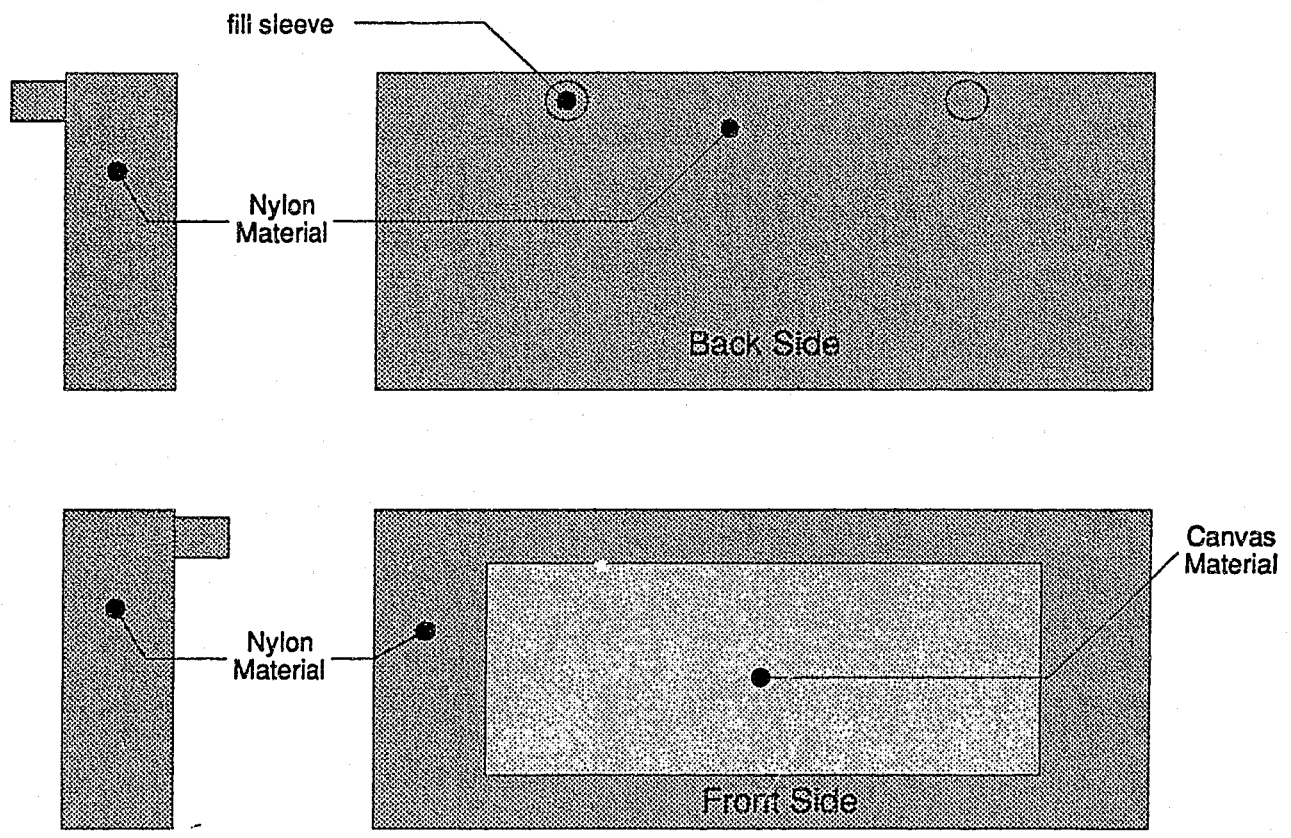 fill sleeve
Nylon
Material
Back Side
Canvas
Material
Nylon
Material
Front Side